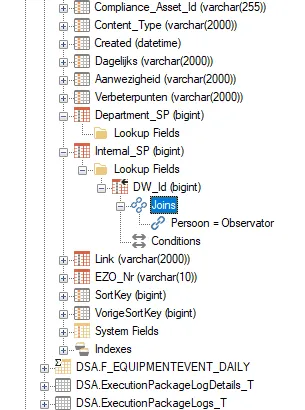 Compliance_Asset_Id (varchar(255))
Content_Type (varchar(2000))
Created (datetime)
Dagelijks (varchar(2000))
Aanwezigheid (varchar(2000))
Verbeterpunten (varchar(2000))
Department_SP (bigint)
Lookup Fields
Internal_SP (bigint)
Lookup Fields
DW_Id (bigint)
Joins
Persoon = Observator
Conditions
Link (varchar(2000))
EZO_Nr (varchar(10))
SortKey (bigint)
VorigeSortKey (bigint)
System Fields
Indexes
DSA.F_EQUIPMENTEVENT_DAILY
DSA.ExecutionPackageLogDetails_T
DSA.ExecutionPackageLogs_T